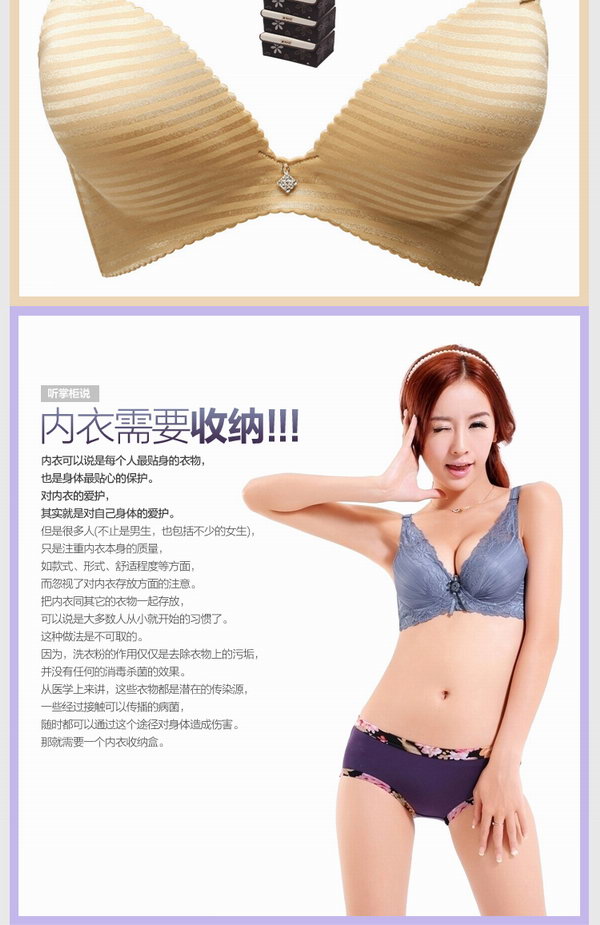 听掌柜说
内衣需要收纳!!!
内衣可以说是每个人最贴身的衣物，
也是身体最贴心的保护。
对内衣的爱护，
其实就是对自己身体的爱护。
但是很多人(不止是男生，也包括不少的女生)，
只是注重内衣本身的质量，
如款式、形式、舒适程度等方面，
而忽视了对内衣存放方面的注意。
把内衣同其它的衣物一起存放，
可以说是大多数人从小就开始的习惯了。
这种做法是不可取的。
因为，洗衣粉的作用仅仅是去除衣物上的污垢，
并没有任何的消毒杀菌的效果。
从医学上来讲，这些衣物都是潜在的传染源，
一些经过接触可以传播的病菌，
随时都可以通过这个途径对身体造成伤害。
那就需要一个内衣收纳盒。